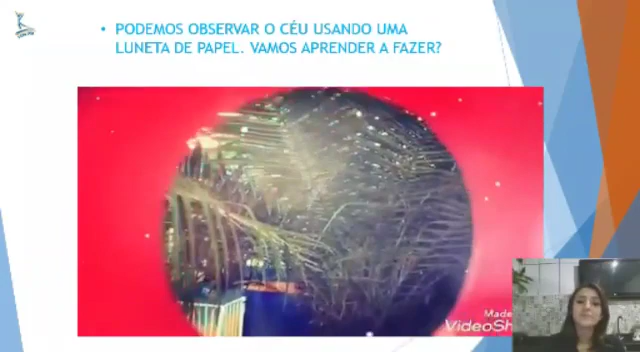 PODEMOS OBSERVAR O CÉU USANDO UMA
LUNETA DE PAPEL. VAMOS APRENDER A FAZER?
Made
VideoSh